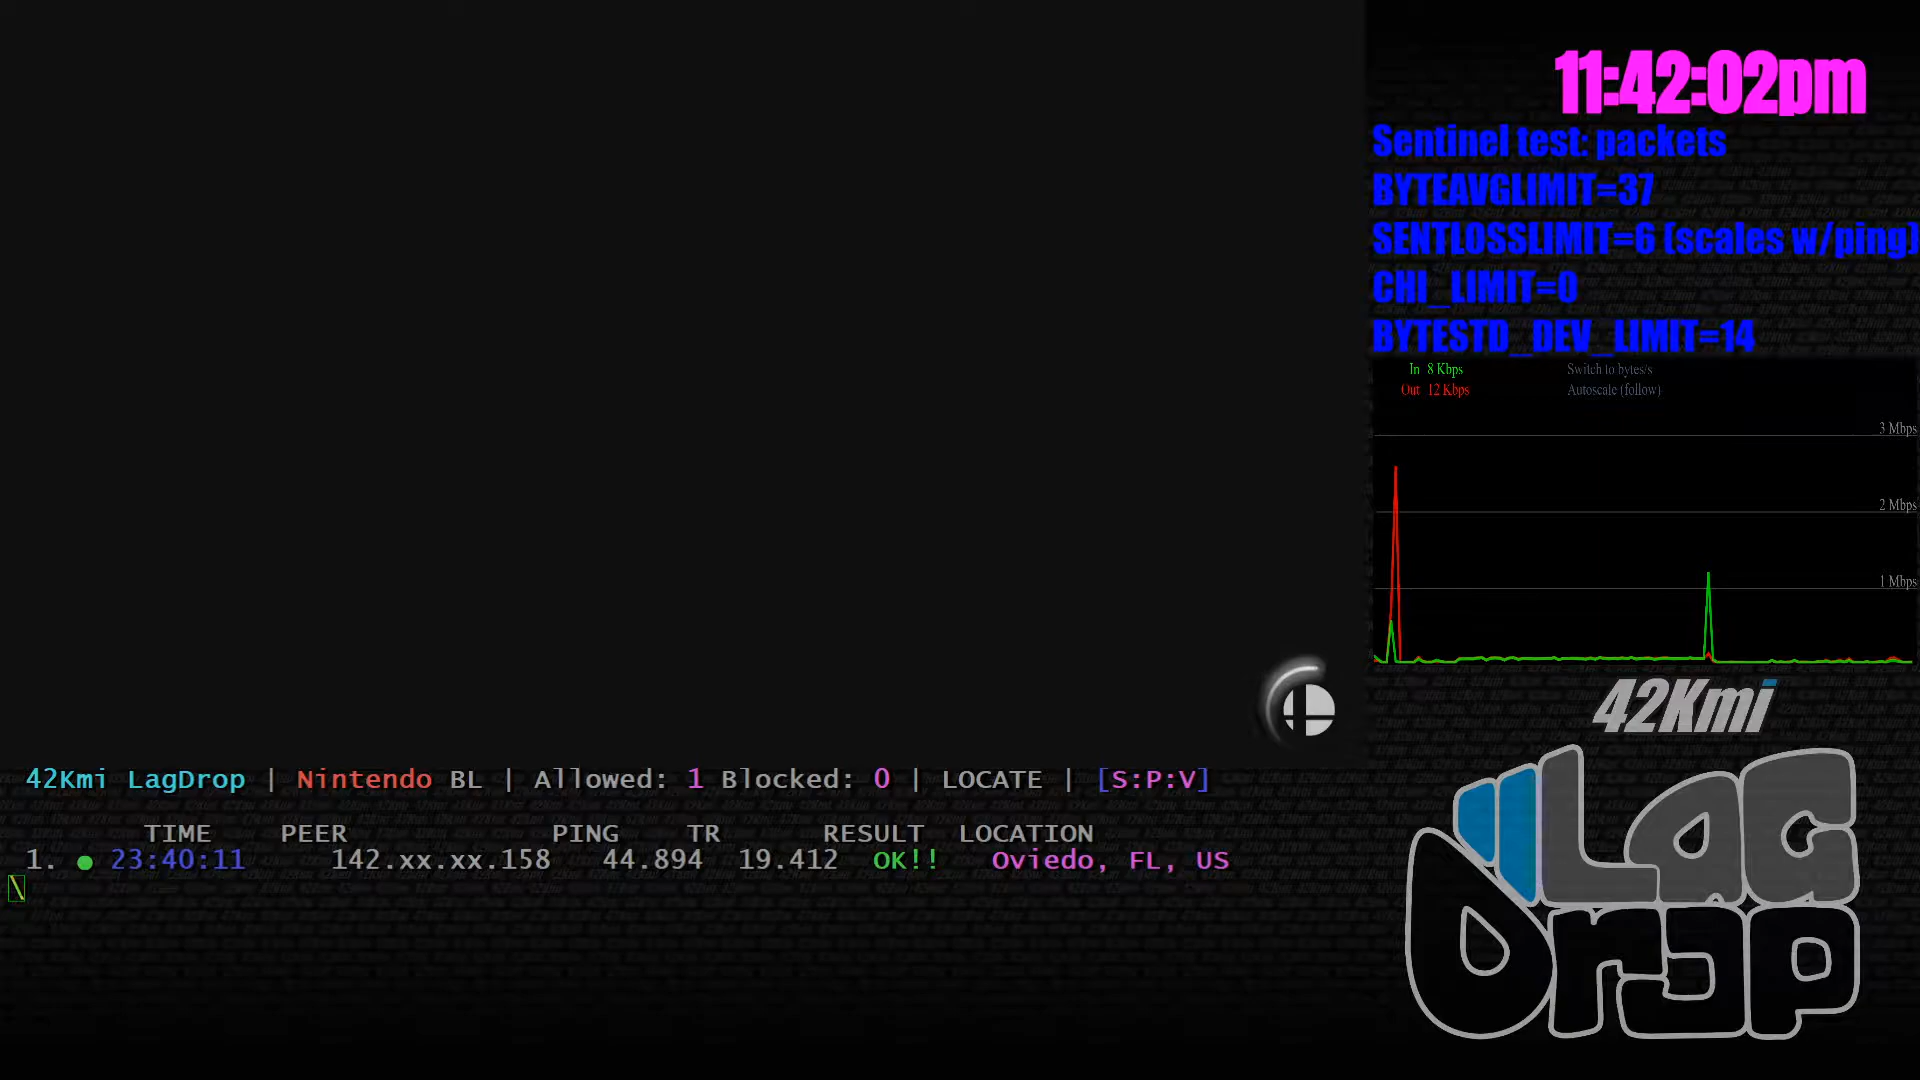 11:42:02pm
Sentinel test: packets
BYTEAVGLIMIT=37
SENTLOSSLIMIT=6 (scales w/ping)
CHI_LIMIT=0
BYTESTD_DEV_LIMIT=14
In 8 Kbps Switch to bytes/s
Out 12 Kbps Autoscale (follow)
3 Mbps
2 Mbps
1 Mbps
42Kmi
LAG
Drop
42Kmi LagDrop | Nintendo BL | Allowed: 1 Blocked: 0 | LOCATE | [S:P:V]
TIME PEER PING TR RESULT LOCATION
1. ● 23:40:11 142.xx.xx.158 44.894 19.412 OK!! Oviedo, FL, US
\